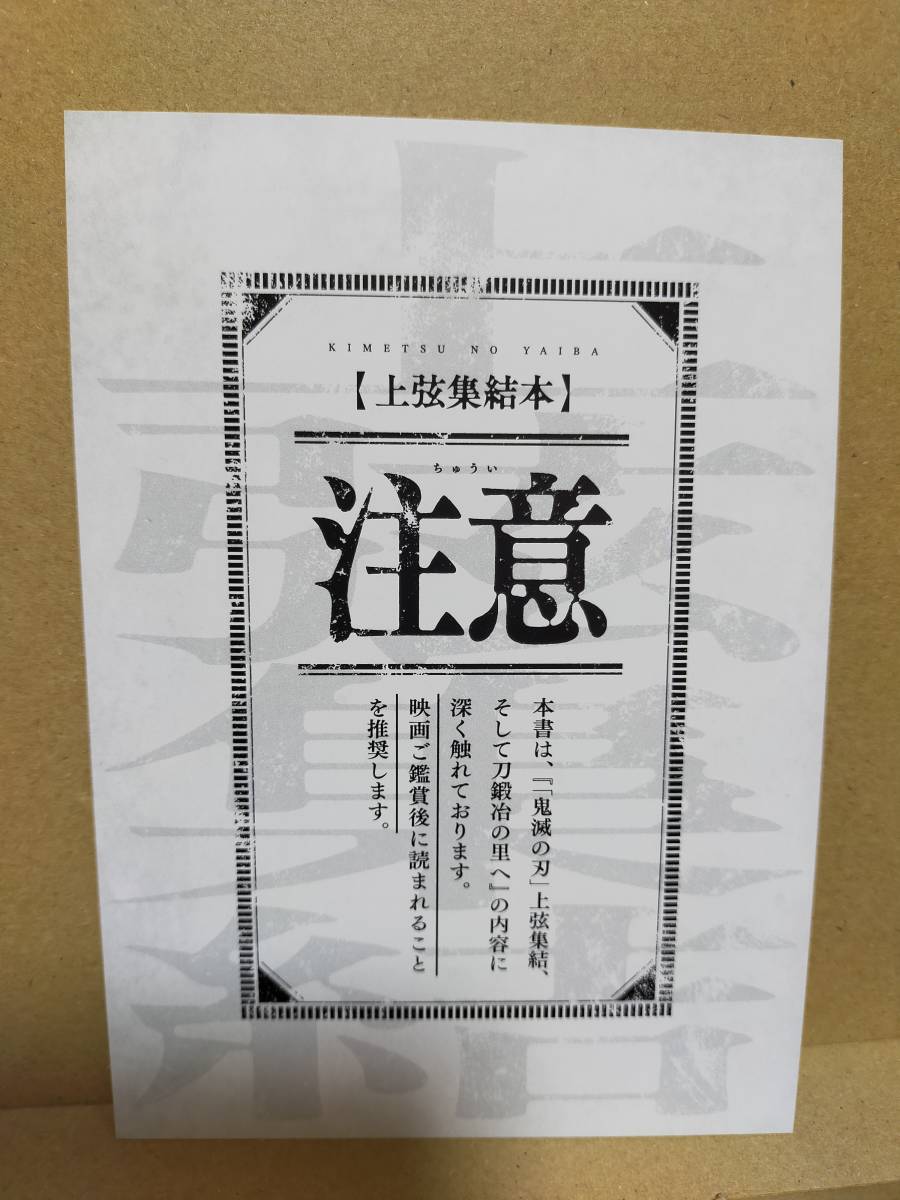 KIMETSU NO YAIBA
【上弦集結本】
ちゅうい
注意
本書は、『「鬼滅の刃」上弦集結、
そして刀鍛冶の里へ』の内容に
深く触れております。
映画ご鑑賞後に読まれること
を推奨します。